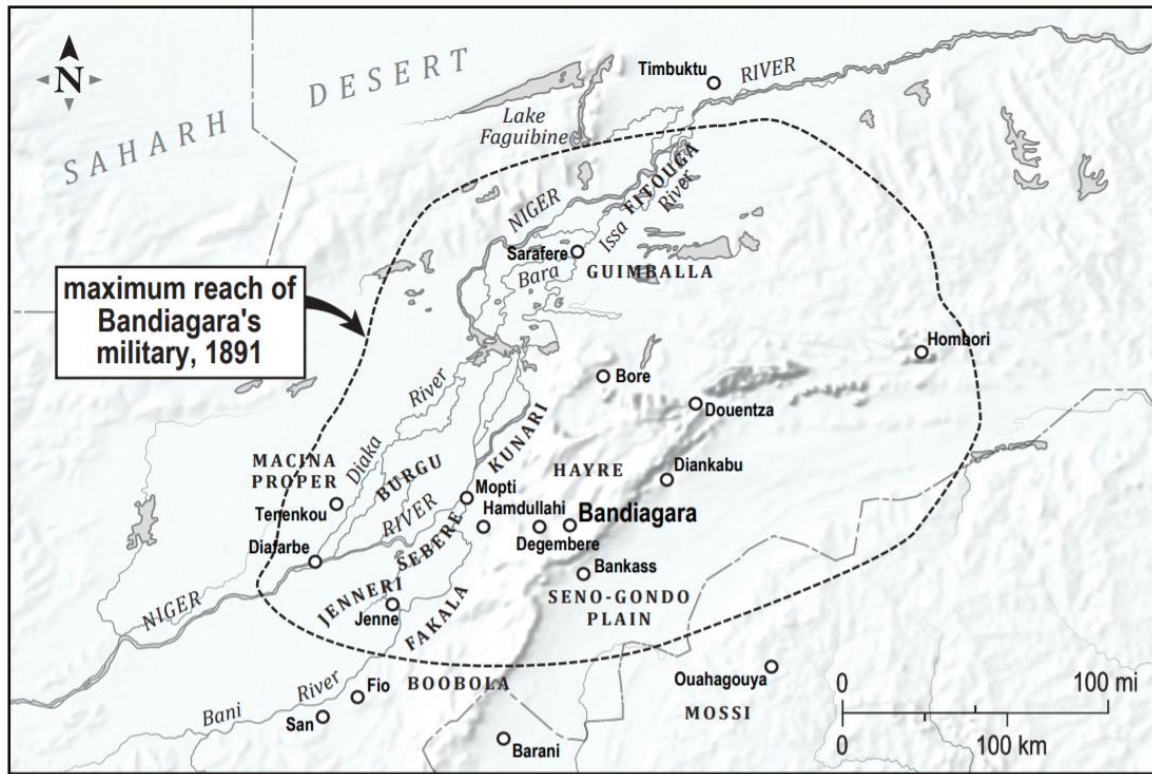 N
SAHARH DESERT
Timbuktu
RIVER
Lake
Faguibine
NIGER
FITOUGA
Issa River
Sarafere
Bara
GUIMBALLA
maximum reach of
Bandiagara's
military, 1891
Hombori
Bore
Douentza
Diaka River
KUNARI
MACINA
PROPER
BURGU
HAYRE
Diankabu
Mopti
Tenenkou
Hamdullahi
Bandiagara
RIVER
SEBERE
Degembere
Diafarbe
Bankass
JENNERI
SENO-GONDO
PLAIN
NIGER
Jenne
FAKALA
BOOBOLA
Ouahagouya
MOSSI
Bani River
Fio
San
Barani
0 100 mi
0 100 km